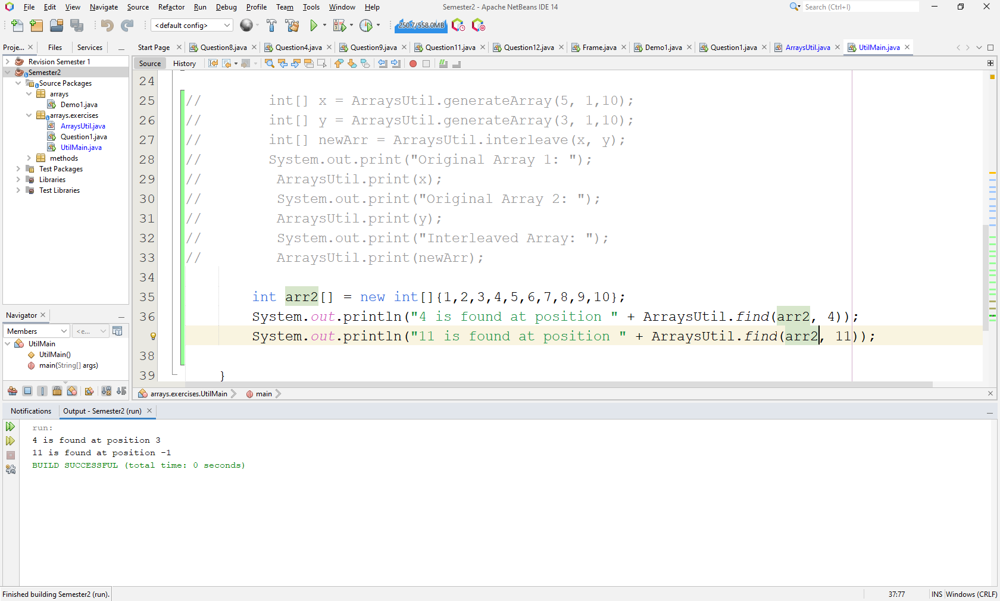 File Edit View Navigate Source Refactor Run Debug Profile Team Tools Window Help
Semester2 - Apache NetBeans IDE 14
Search (Ctrl+I)
<default config>
250.7/558.0MB
Proje... Files Services
Start Page Question8.java Question4.java Question9.java Question11.java Question12.java Frame.java Demo1.java Question1.java ArraysUtil.java UtilMain.java
Revision Semester 1
Semester2
Source Packages
arrays
Demo1.java
arrays.exercises
ArraysUtil.java
Question1.java
UtilMain.java
methods
Test Packages
Libraries
Test Libraries
Source History
24
25 // int[] x = ArraysUtil.generateArray(5, 1,10);
26 // int[] y = ArraysUtil.generateArray(3, 1,10);
27 // int[] newArr = ArraysUtil.interleave(x, y);
28 // System.out.print("Original Array 1: ");
29 // ArraysUtil.print(x);
30 // System.out.print("Original Array 2: ");
31 // ArraysUtil.print(y);
32 // System.out.print("Interleaved Array: ");
33 // ArraysUtil.print(newArr);
34
35 int arr2[] = new int[]{1,2,3,4,5,6,7,8,9,10};
36 System.out.println("4 is found at position " + ArraysUtil.find(arr2, 4));
System.out.println("11 is found at position " + ArraysUtil.find(arr2, 11));
38
39 }
Navigator
Members
<e...
UtilMain
UtilMain()
main(String[] args)
arrays.exercises.UtilMain main
Notifications Output - Semester2 (run)
run:
4 is found at position 3
11 is found at position -1
BUILD SUCCESSFUL (total time: 0 seconds)
Finished building Semester2 (run).
37:77 INS Windows (CRLF)